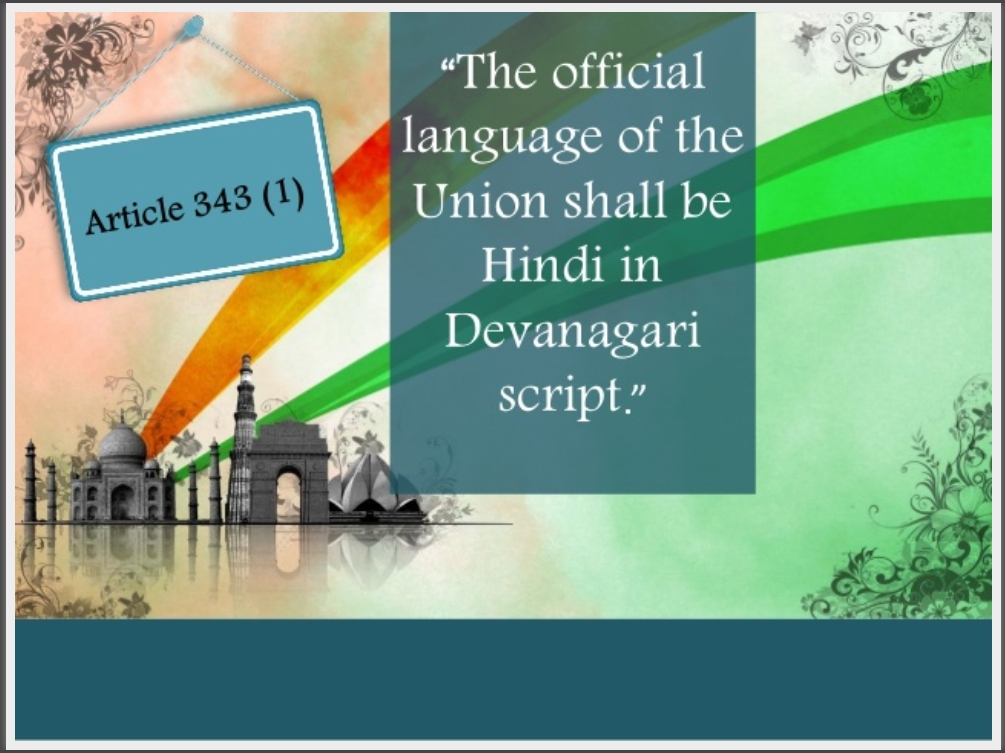 Article 343 (1)
“The official
language of the
Union shall be
Hindi in
Devanagari
script.”